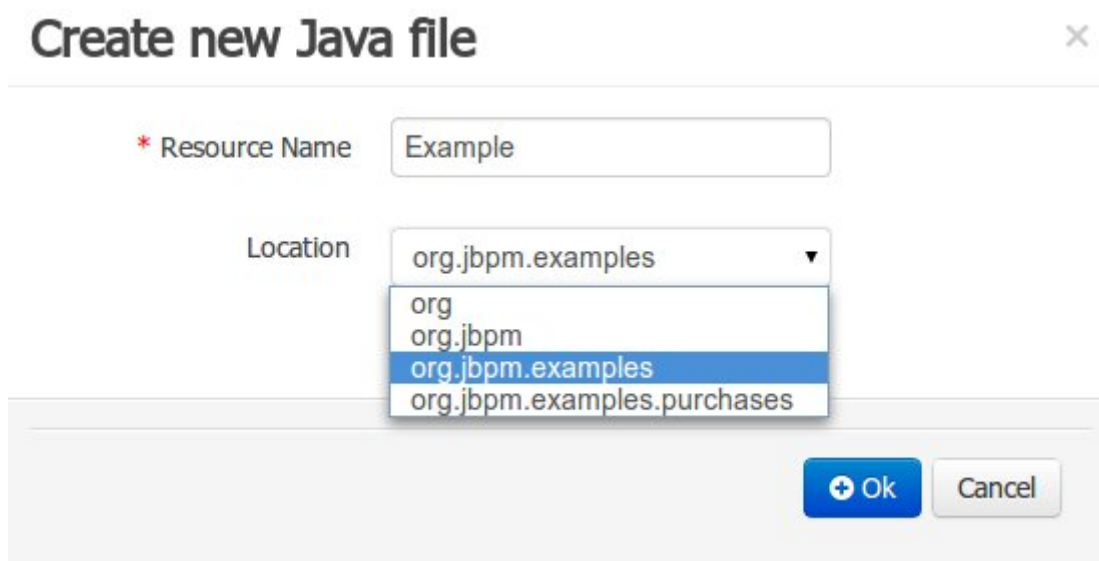 Create new Java file ×
* Resource Name Example
Location org.jbpm.examples
org
org.jbpm
org.jbpm.examples
org.jbpm.examples.purchases
Ok Cancel